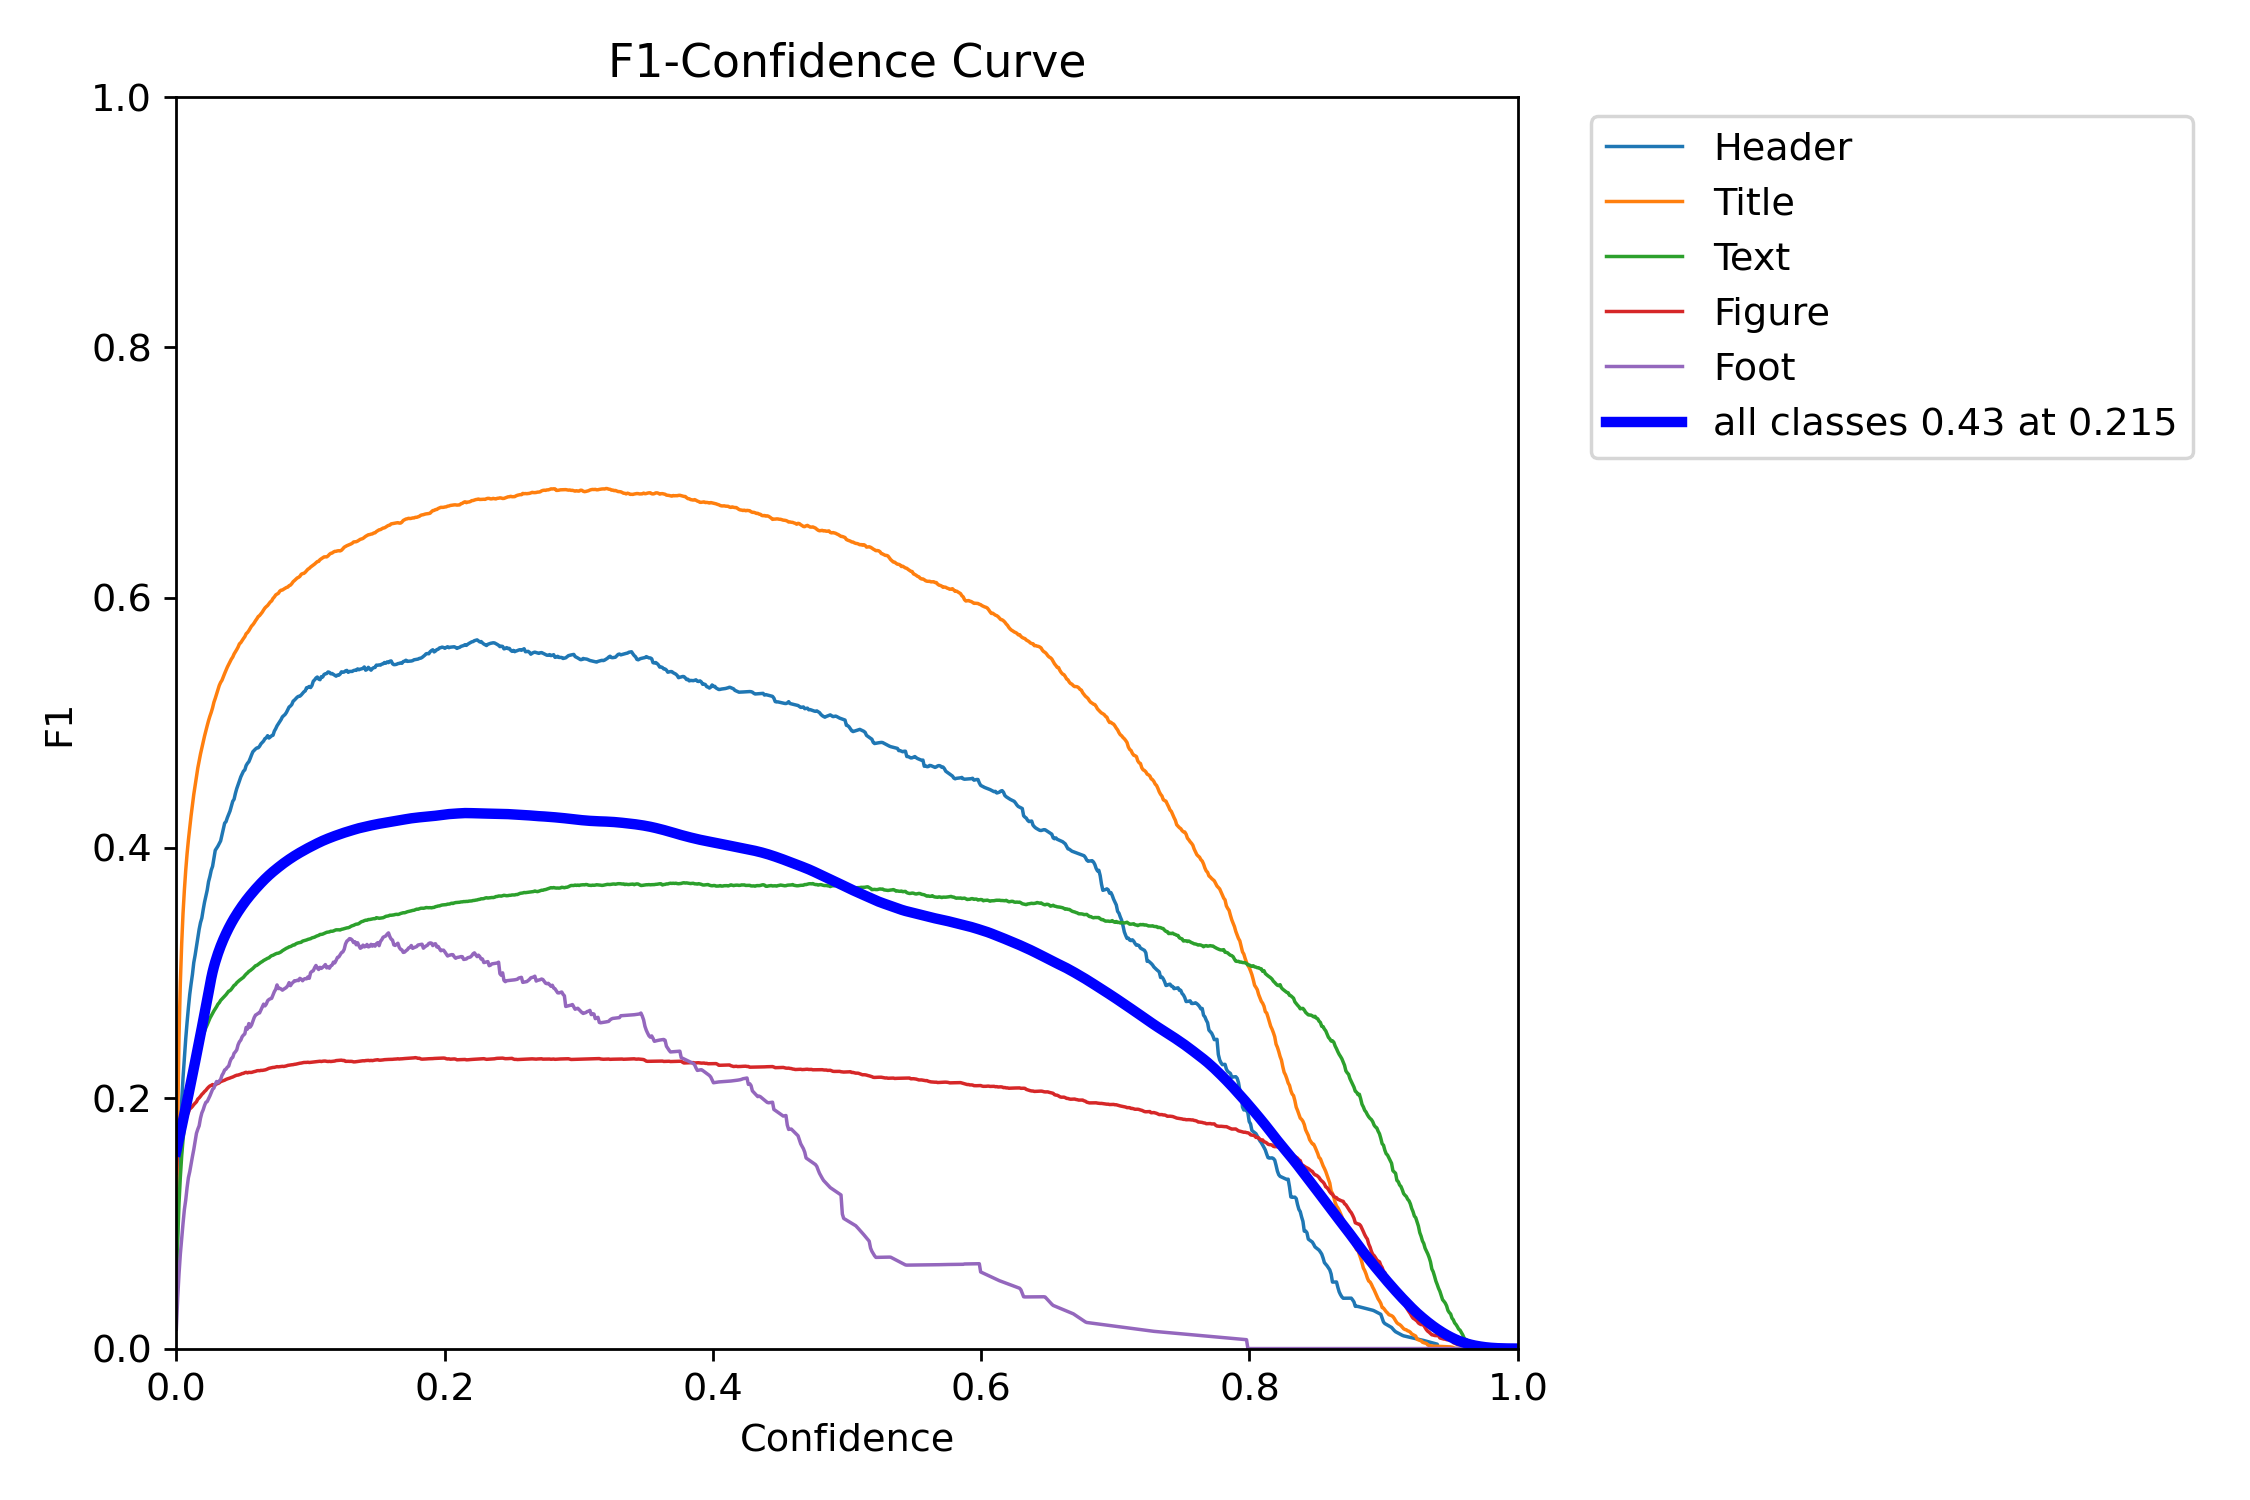 F1-Confidence Curve
1.0
0.8
0.6
0.4
0.2
0.0
F1
0.0 0.2 0.4 0.6 0.8 1.0
Confidence
Header
Title
Text
Figure
Foot
all classes 0.43 at 0.215